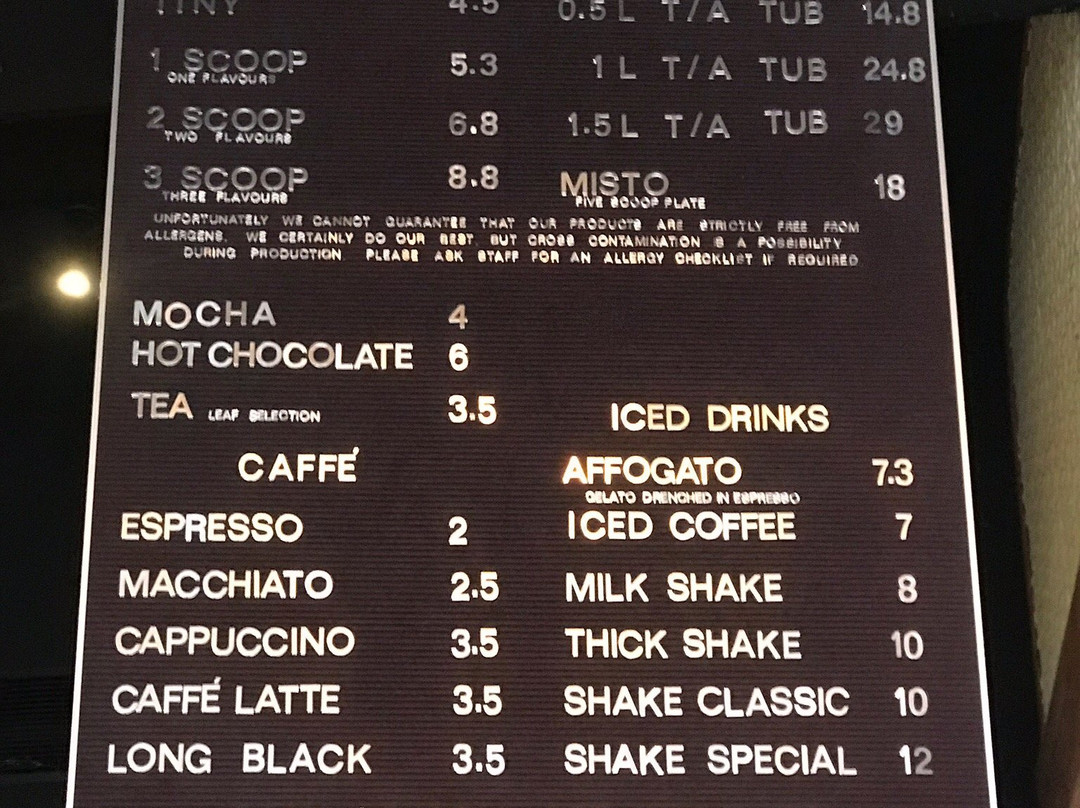 TINY 4.5 0.5 L T/A TUB 14.8
1 SCOOP 5.3 1 L T/A TUB 24.8
ONE FLAVOURS
2 SCOOP 6.8 1.5 L T/A TUB 29
TWO FLAVOURS
3 SCOOP 8.8 MISTO 18
THREE FLAVOURS FIVE SCOOP PLATE
UNFORTUNATELY WE CANNOT GUARANTEE THAT OUR PRODUCTS ARE STRICTLY FREE FROM
ALLERGENS. WE CERTAINLY DO OUR BEST BUT CROSS CONTAMINATION IS A POSSIBILITY
DURING PRODUCTION PLEASE ASK STAFF FOR AN ALLERGY CHECKLIST IF REQUIRED
MOCHA 4
HOT CHOCOLATE 6
TEA LEAF SELECTION 3.5 ICED DRINKS
CAFFÉ AFFOGATO 7.3
GELATO DRENCHED IN ESPRESSO
ESPRESSO 2 ICED COFFEE 7
MACCHIATO 2.5 MILK SHAKE 8
CAPPUCCINO 3.5 THICK SHAKE 10
CAFFÉ LATTE 3.5 SHAKE CLASSIC 10
LONG BLACK 3.5 SHAKE SPECIAL 12